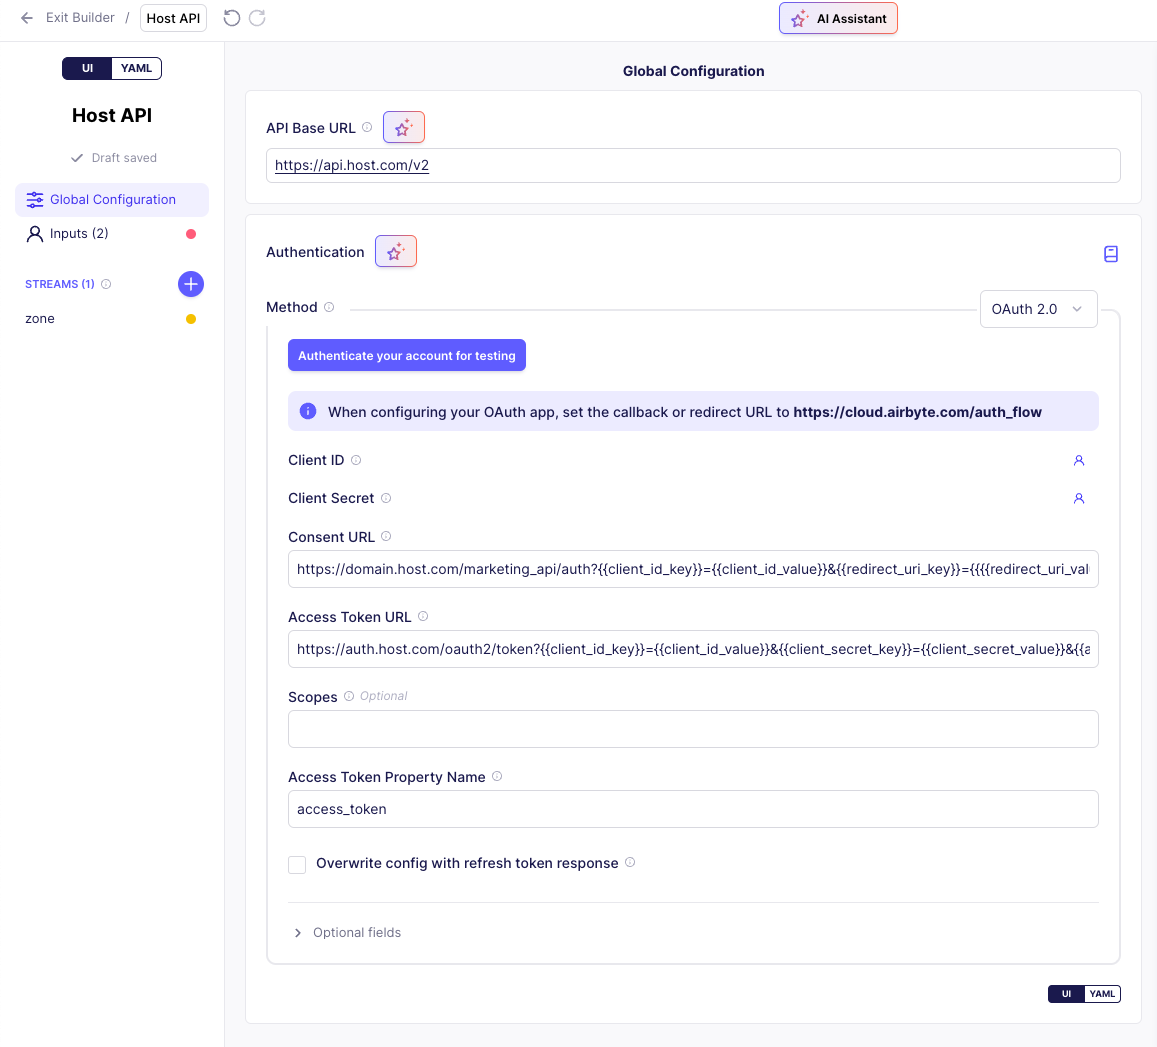 Exit Builder / Host API
AI Assistant
UI YAML
Host API
Draft saved
Global Configuration
Inputs (2)
STREAMS (1)
zone
Global Configuration
API Base URL
https://api.host.com/v2
Authentication
Method
OAuth 2.0
Authenticate your account for testing
When configuring your OAuth app, set the callback or redirect URL to https://cloud.airbyte.com/auth_flow
Client ID
Client Secret
Consent URL
https://domain.host.com/marketing_api/auth?{{client_id_key}}={{client_id_value}}&{{redirect_uri_key}}={{{{redirect_uri_val
Access Token URL
https://auth.host.com/oauth2/token?{{client_id_key}}={{client_id_value}}&{{client_secret_key}}={{client_secret_value}}&{{a
Scopes Optional
Access Token Property Name
access_token
Overwrite config with refresh token response
Optional fields
UI YAML